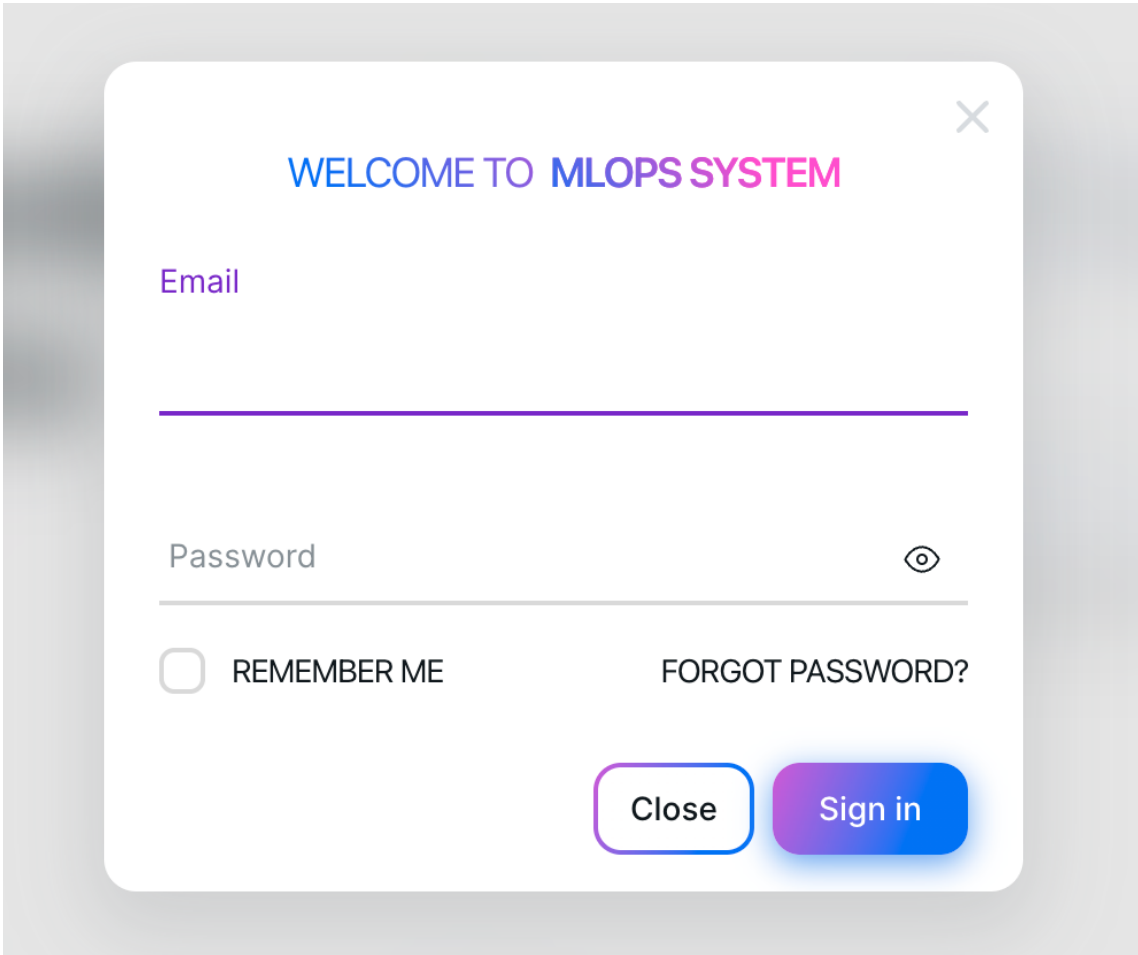 WELCOME TO MLOPS SYSTEM
Email
Password
REMEMBER ME FORGOT PASSWORD?
Close Sign in